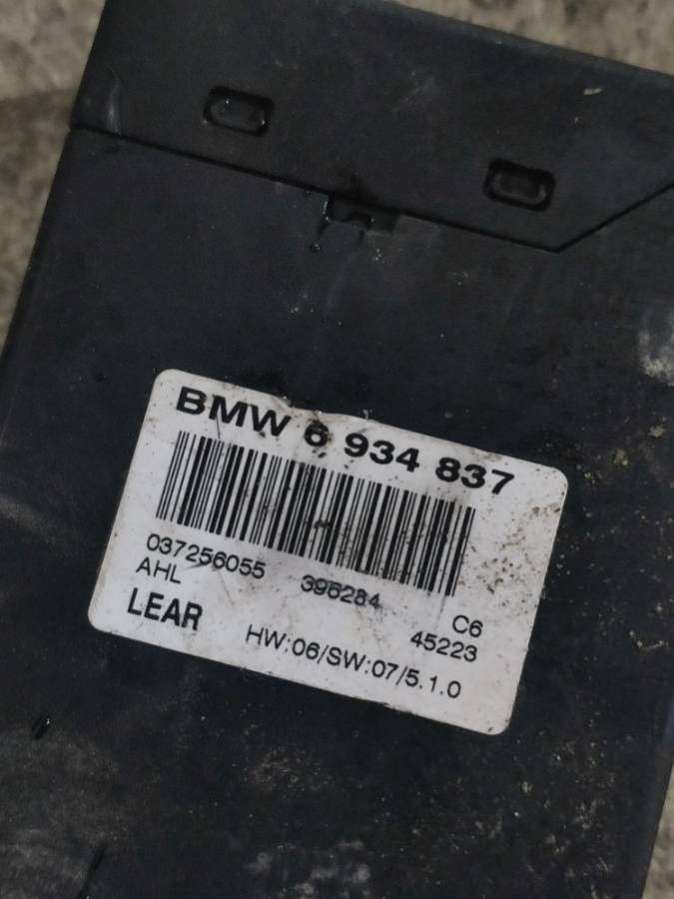 BMW 6 934 837
037256055 396284 C6
AHL 45223
LEAR HW:06/SW:07/5.1.0